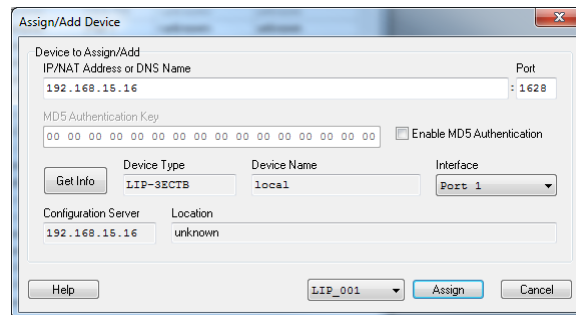 Assign/Add Device
Device to Assign/Add
IP/NAT Address or DNS Name Port
192.168.15.16 : 1628
MD5 Authentication Key
00 00 00 00 00 00 00 00 00 00 00 00 00 00 00 00 Enable MD5 Authentication
Device Type Device Name Interface
Get Info LIP-3ECTB local Port 1
Configuration Server Location
192.168.15.16 unknown
Help LIP_001 Assign Cancel